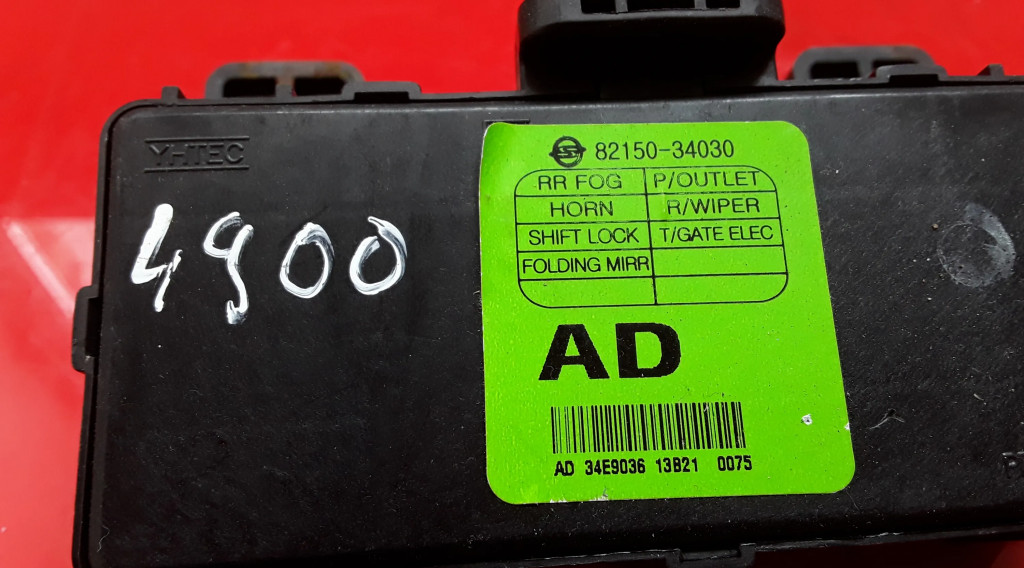 Y-HTEC
4900
82150-34030
RR FOG P/OUTLET
HORN R/WIPER
SHIFT LOCK T/GATE ELEC
FOLDING MIRR
AD
AD 34E9036 13B21 0075